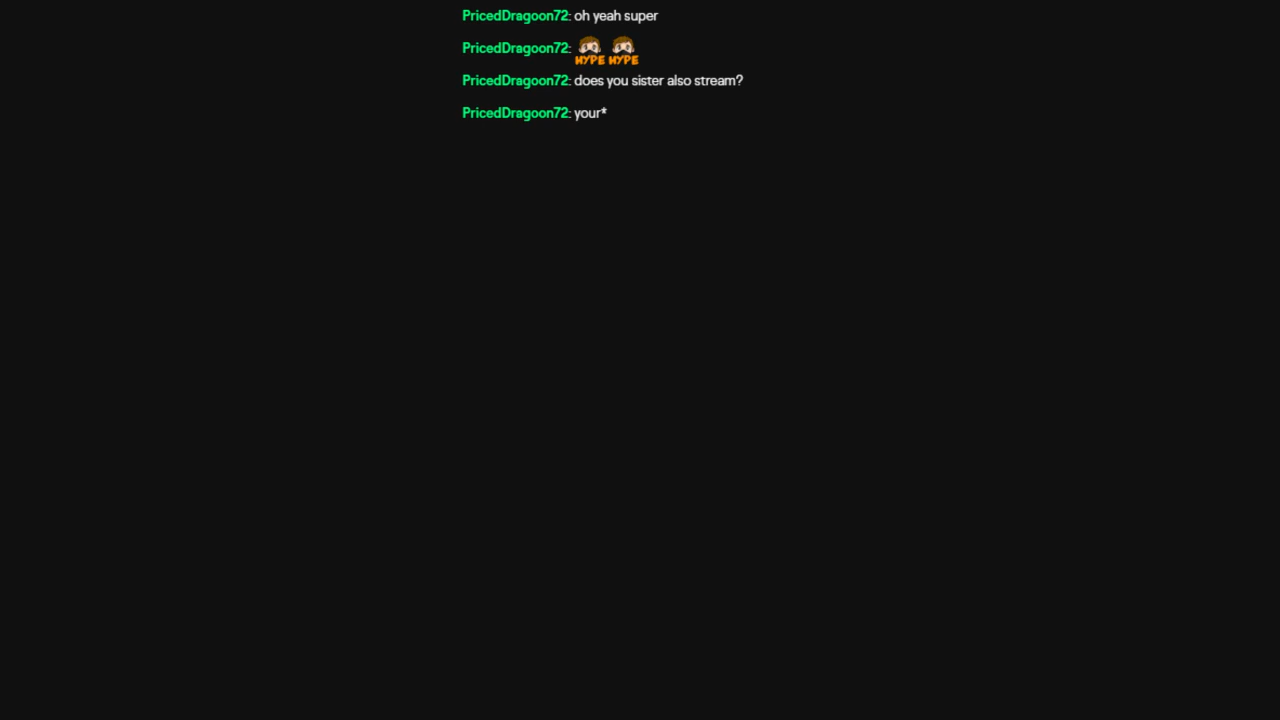 PricedDragoon72: oh yeah super
PricedDragoon72: HYPE HYPE
PricedDragoon72: does you sister also stream?
PricedDragoon72: your*